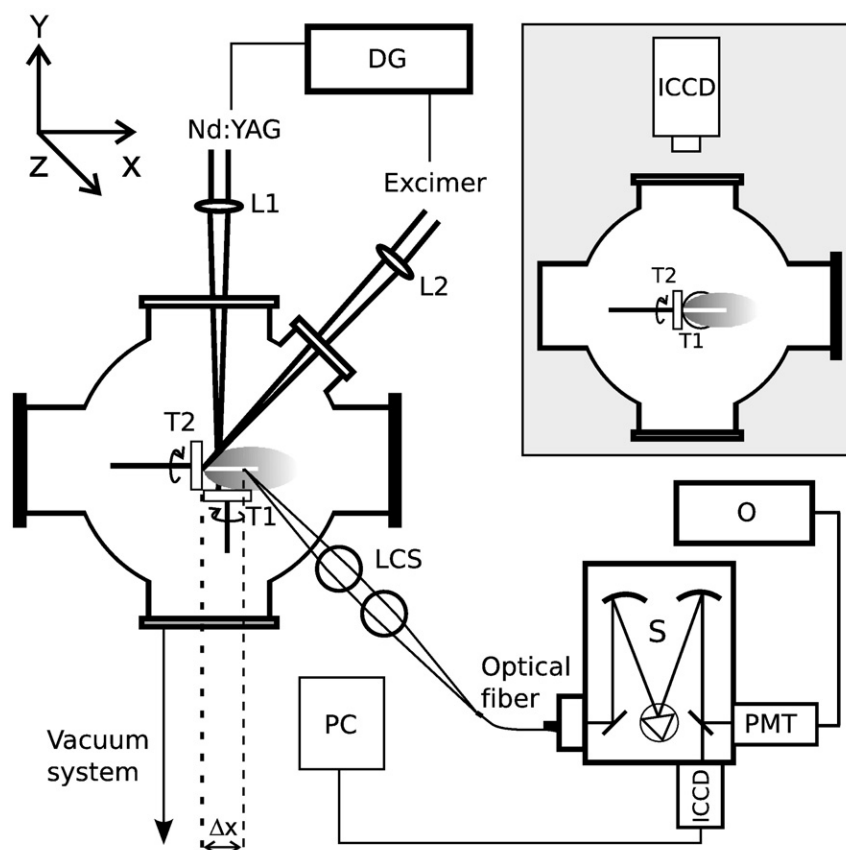 Y
Z
X
DG
Nd:YAG
Excimer
L1
L2
T2
T1
LCS
Optical
fiber
Vacuum
system
Δx
PC
S
O
PMT
ICCD
ICCD
T2
T1